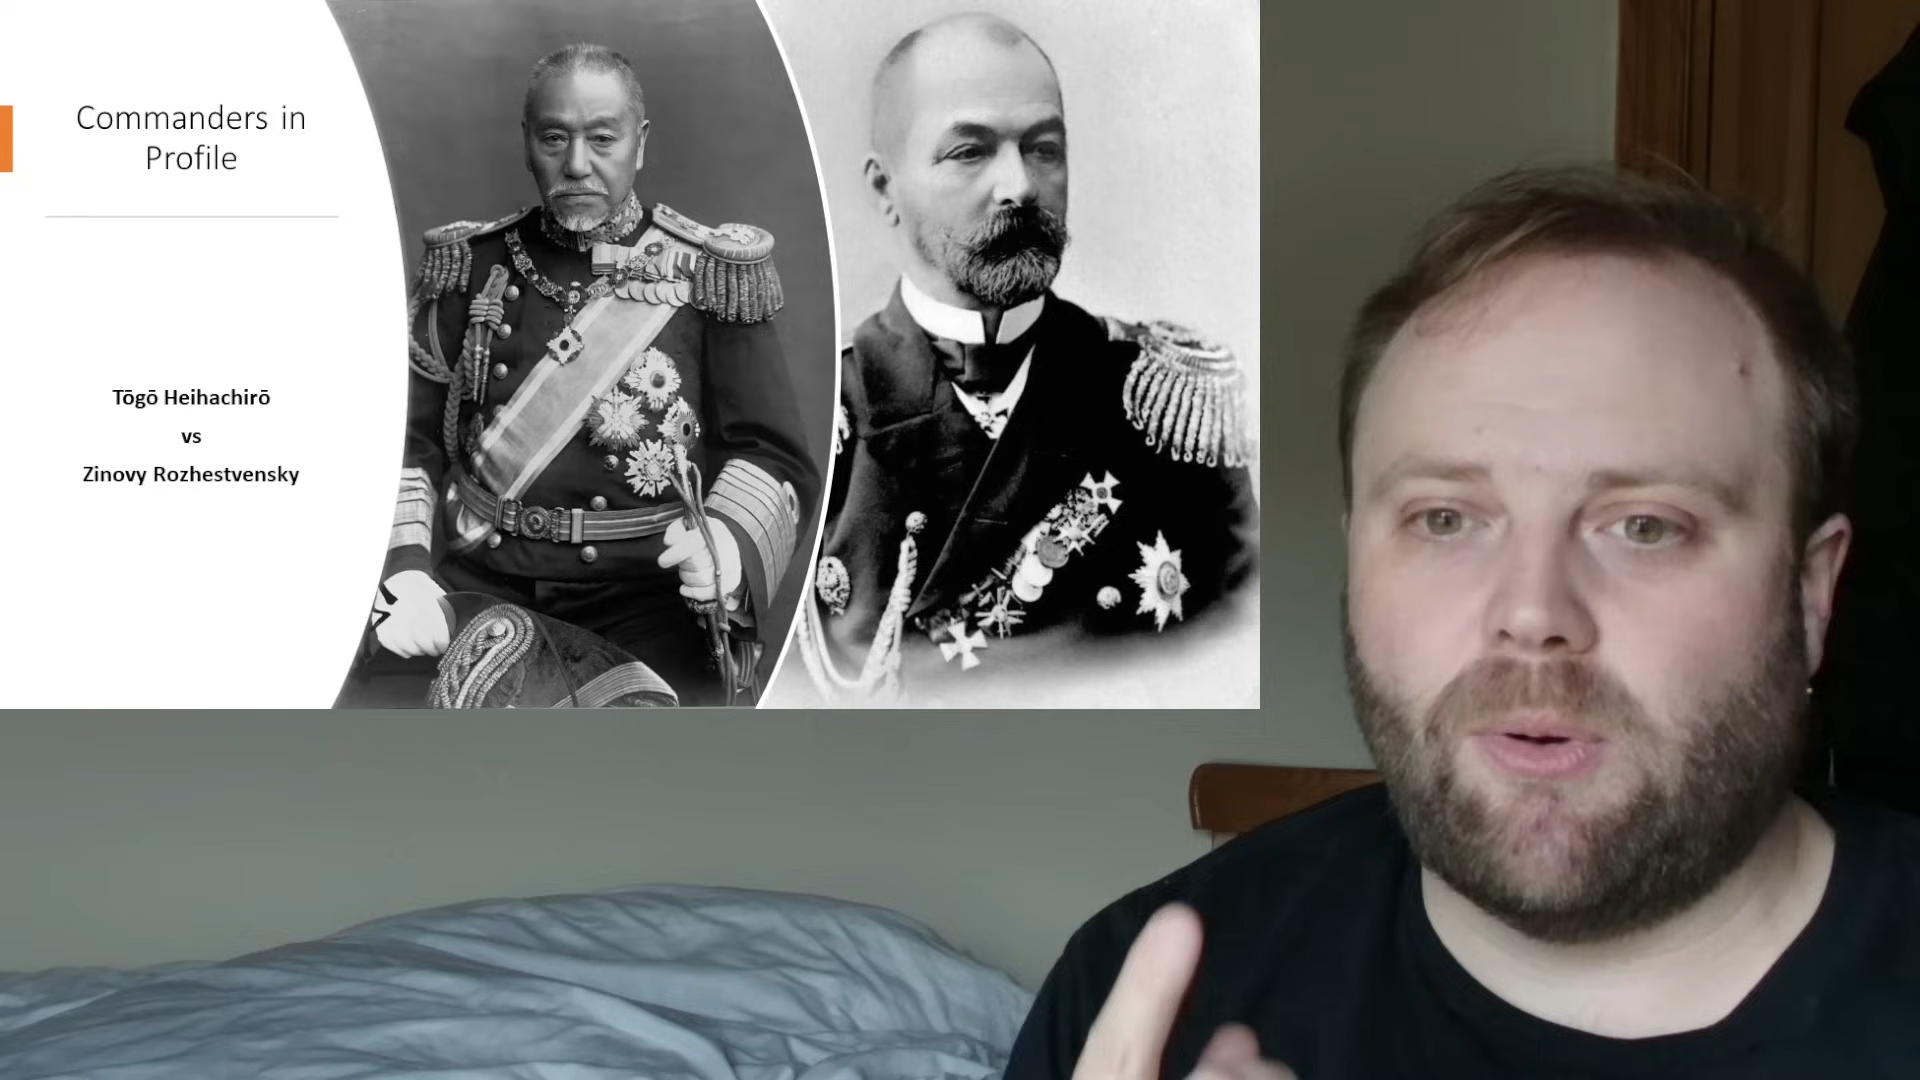 Commanders in
Profile
Tōgō Heihachirō
vs
Zinovy Rozhestvensky